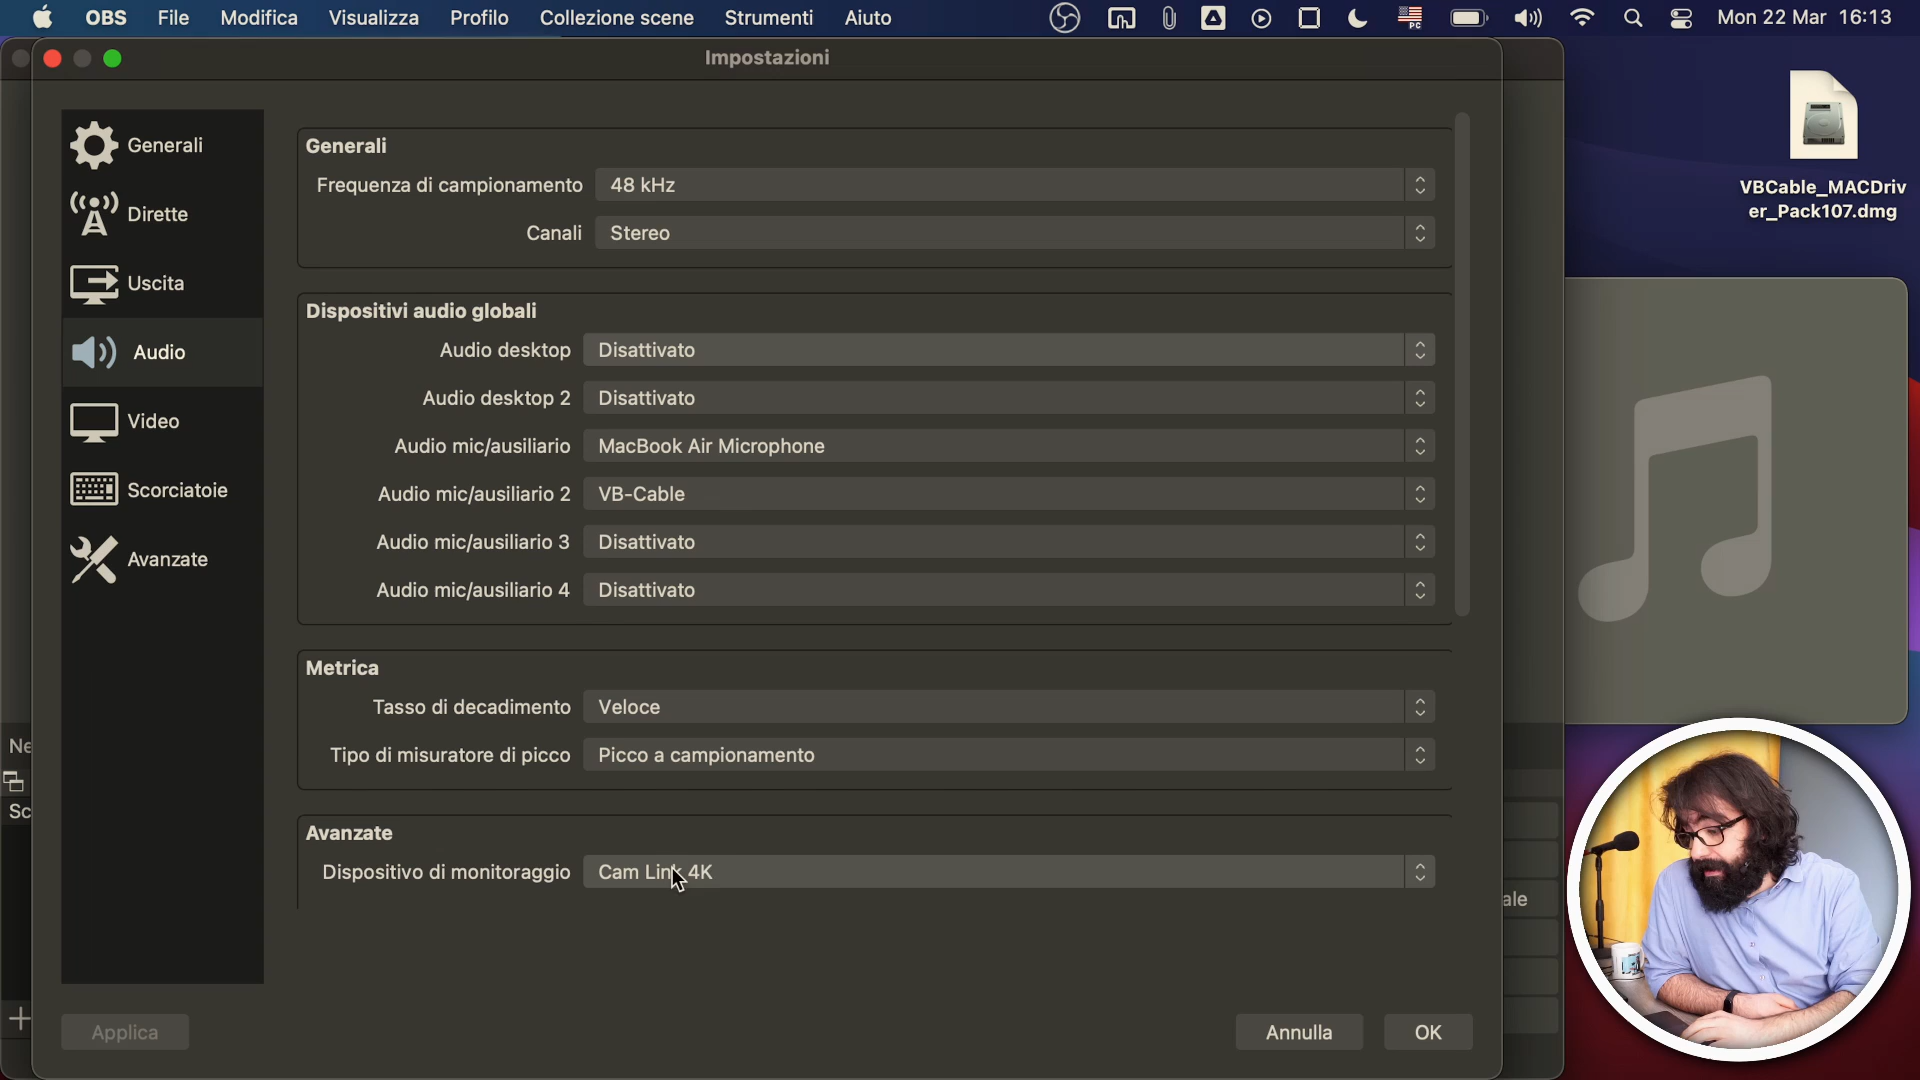 OBS File Modifica Visualizza Profilo Collezione scene Strumenti Aiuto Mon 22 Mar 16:13
Impostazioni
VBCable_MACDriv
er_Pack107.dmg
Generali
Dirette
Uscita
Audio
Video
Scorciatoie
Avanzate
Generali
Frequenza di campionamento 48 kHz
Canali Stereo
Dispositivi audio globali
Audio desktop Disattivato
Audio desktop 2 Disattivato
Audio mic/ausiliario MacBook Air Microphone
Audio mic/ausiliario 2 VB-Cable
Audio mic/ausiliario 3 Disattivato
Audio mic/ausiliario 4 Disattivato
Metrica
Tasso di decadimento Veloce
Tipo di misuratore di picco Picco a campionamento
Avanzate
Dispositivo di monitoraggio Cam Link 4K
Ne
Sc
ale
Applica
Annulla
OK